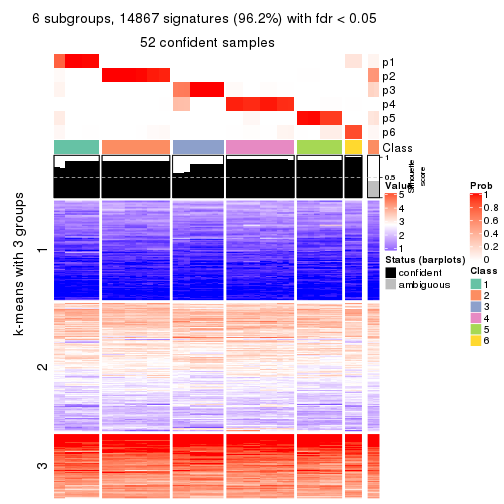 6 subgroups, 14867 signatures (96.2%) with fdr < 0.05
52 confident samples
p1
p2
p3
p4
p5
p6
Class
1
0.5
0
Silhouette
score
k-means with 3 groups
1
2
3
Value
5
4
3
2
1
Status (barplots)
confident
ambiguous
Prob
1
0.8
0.6
0.4
0.2
0
Class
1
2
3
4
5
6